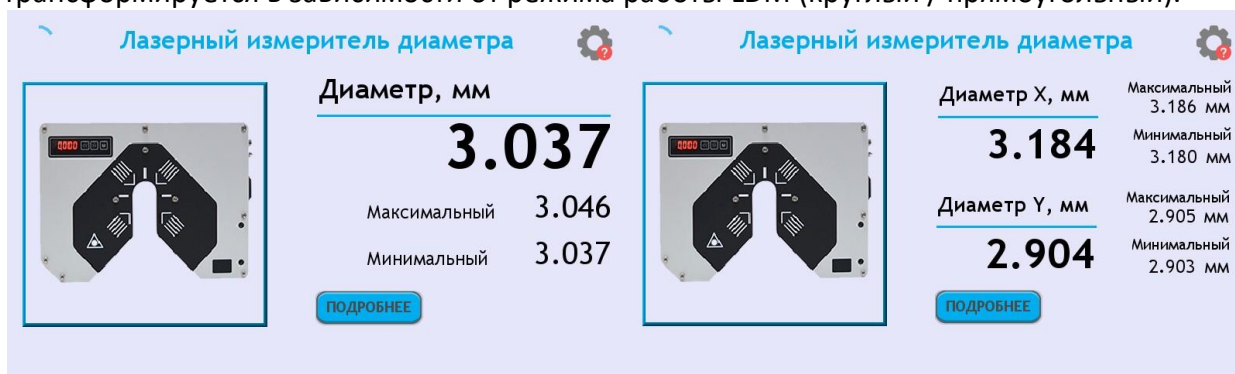 трансформируется в зависимости от режима работы LDM (круглый / прямоугольный).
Лазерный измеритель диаметра
Диаметр, мм
3.037
Максимальный 3.046
Минимальный 3.037
ПОДРОБНЕЕ
Лазерный измеритель диаметра
Диаметр X, мм
3.184
Максимальный
3.186 мм
Минимальный
3.180 мм
Диаметр Y, мм
2.904
Максимальный
2.905 мм
Минимальный
2.903 мм
ПОДРОБНЕЕ